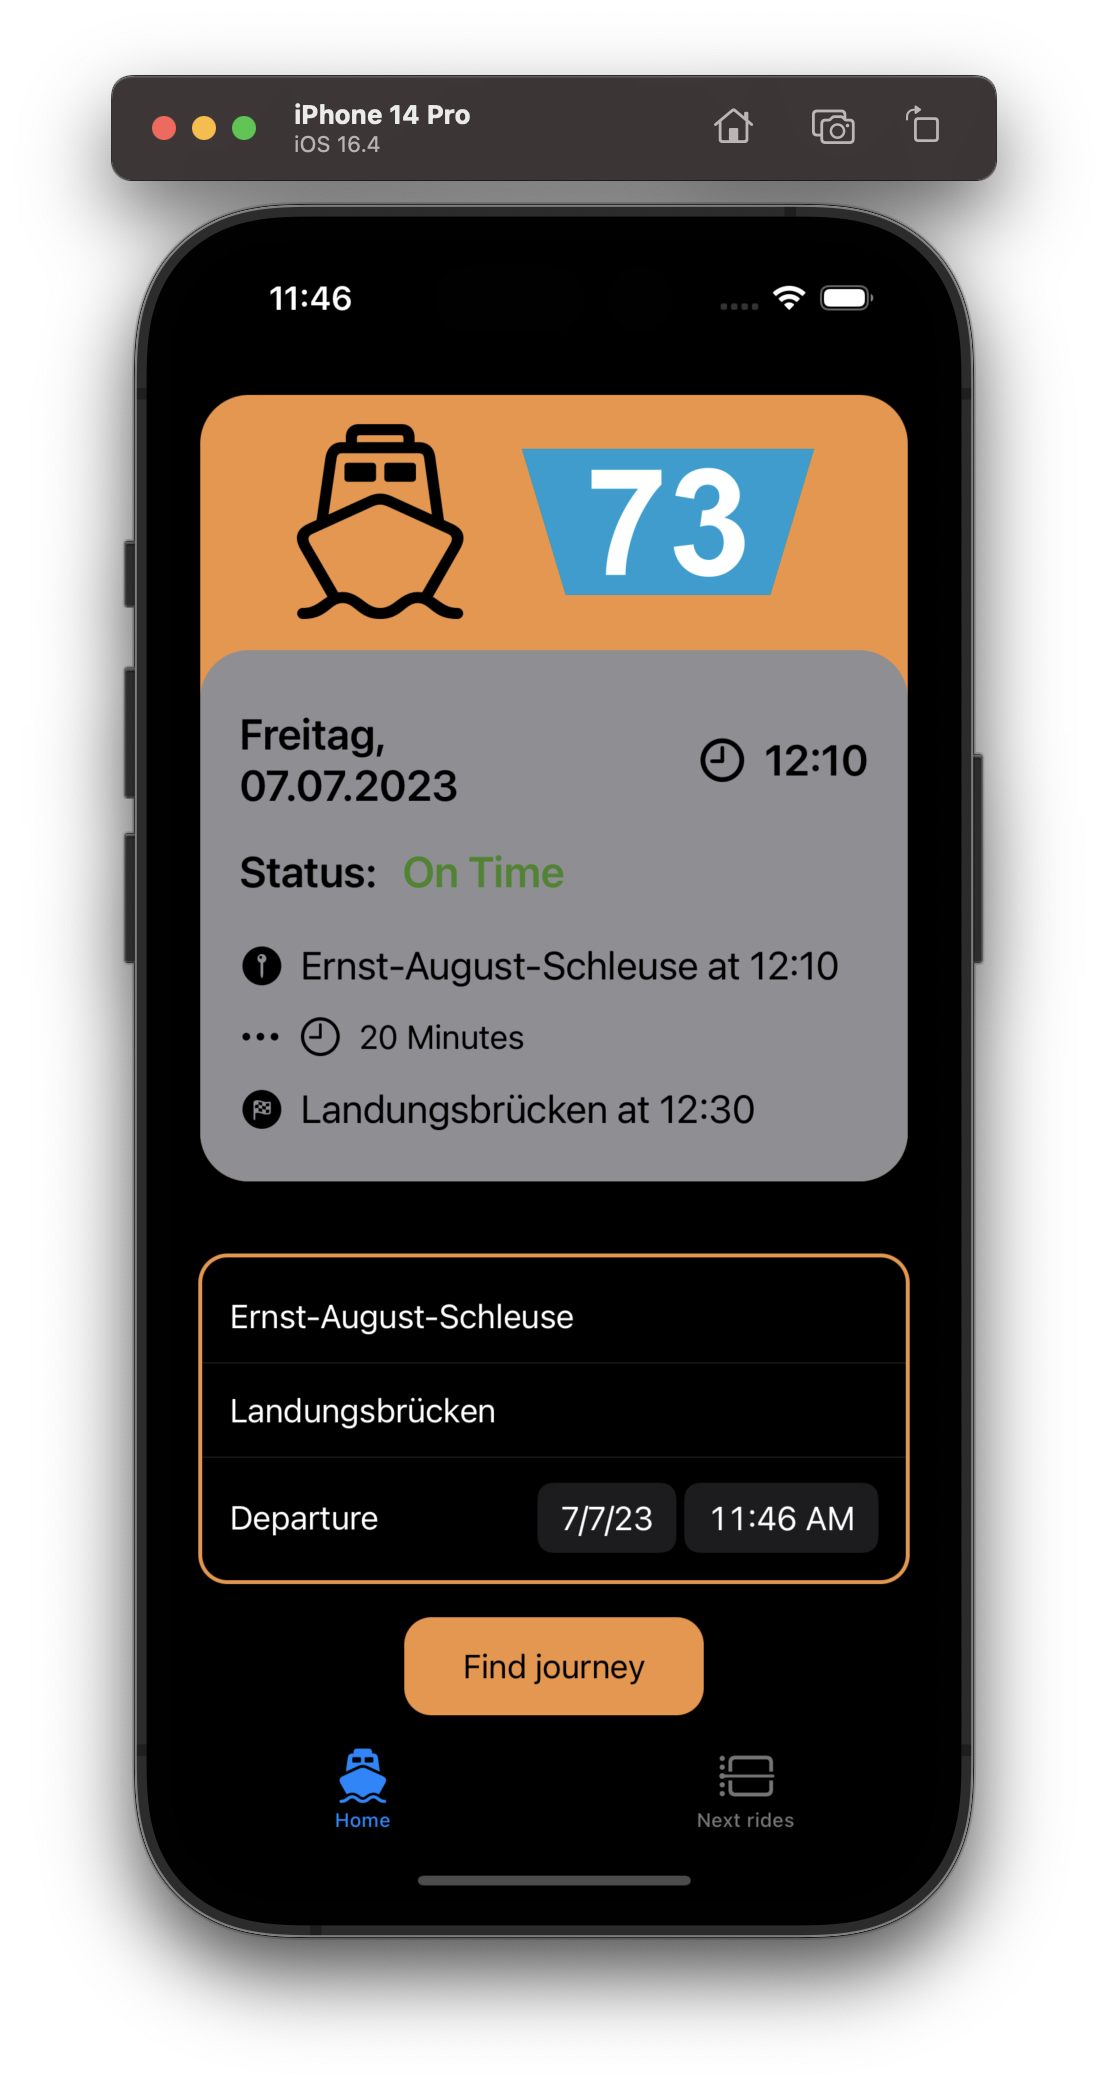 iPhone 14 Pro
iOS 16.4
11:46
73
Freitag,
07.07.2023
12:10
Status: On Time
Ernst-August-Schleuse at 12:10
20 Minutes
Landungsbrücken at 12:30
Ernst-August-Schleuse
Landungsbrücken
Departure 7/7/23 11:46 AM
Find journey
Home
Next rides